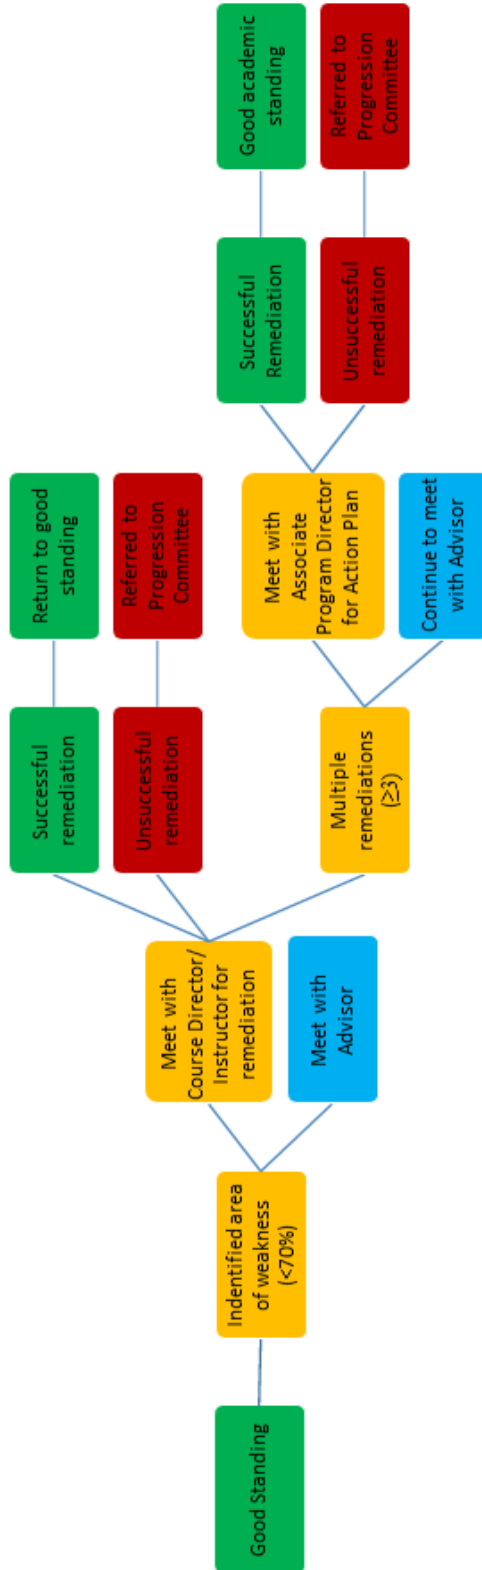 Good Standing
Indentified area
of weakness
(<70%)
Meet with
Course Director/
Instructor for
remediation
Meet with
Advisor
Successful
remediation
Unsuccessful
remediation
Multiple
remediations
(≥3)
Return to good
standing
Referred to
Progression
Committee
Meet with
Associate
Program Director
for Action Plan
Continue to meet
with Advisor
Successful
Remediation
Unsuccessful
remediation
Good academic
standing
Referred to
Progression
Committee